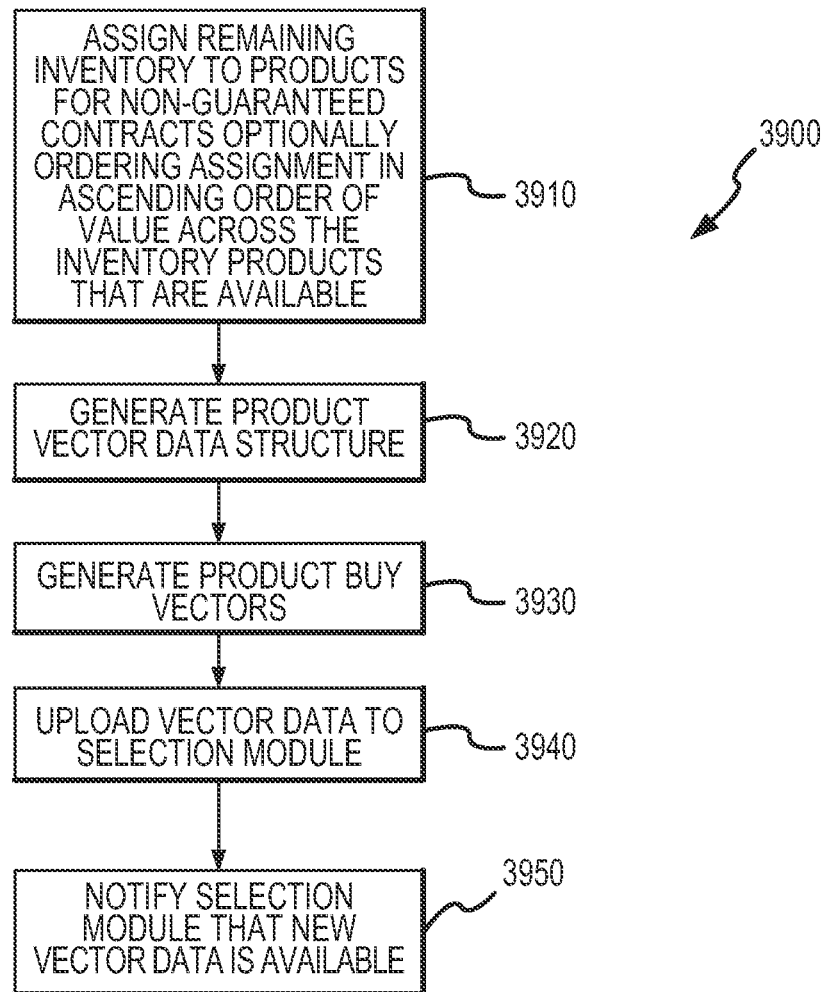 ASSIGN REMAINING
INVENTORY TO PRODUCTS
FOR NON-GUARANTEED
CONTRACTS OPTIONALLY
ORDERING ASSIGNMENT IN
ASCENDING ORDER OF
VALUE ACROSS THE
INVENTORY PRODUCTS
THAT ARE AVAILABLE
3910
3900
GENERATE PRODUCT
VECTOR DATA STRUCTURE
3920
GENERATE PRODUCT BUY
VECTORS
3930
UPLOAD VECTOR DATA TO
SELECTION MODULE
3940
NOTIFY SELECTION
MODULE THAT NEW
VECTOR DATA IS AVAILABLE
3950